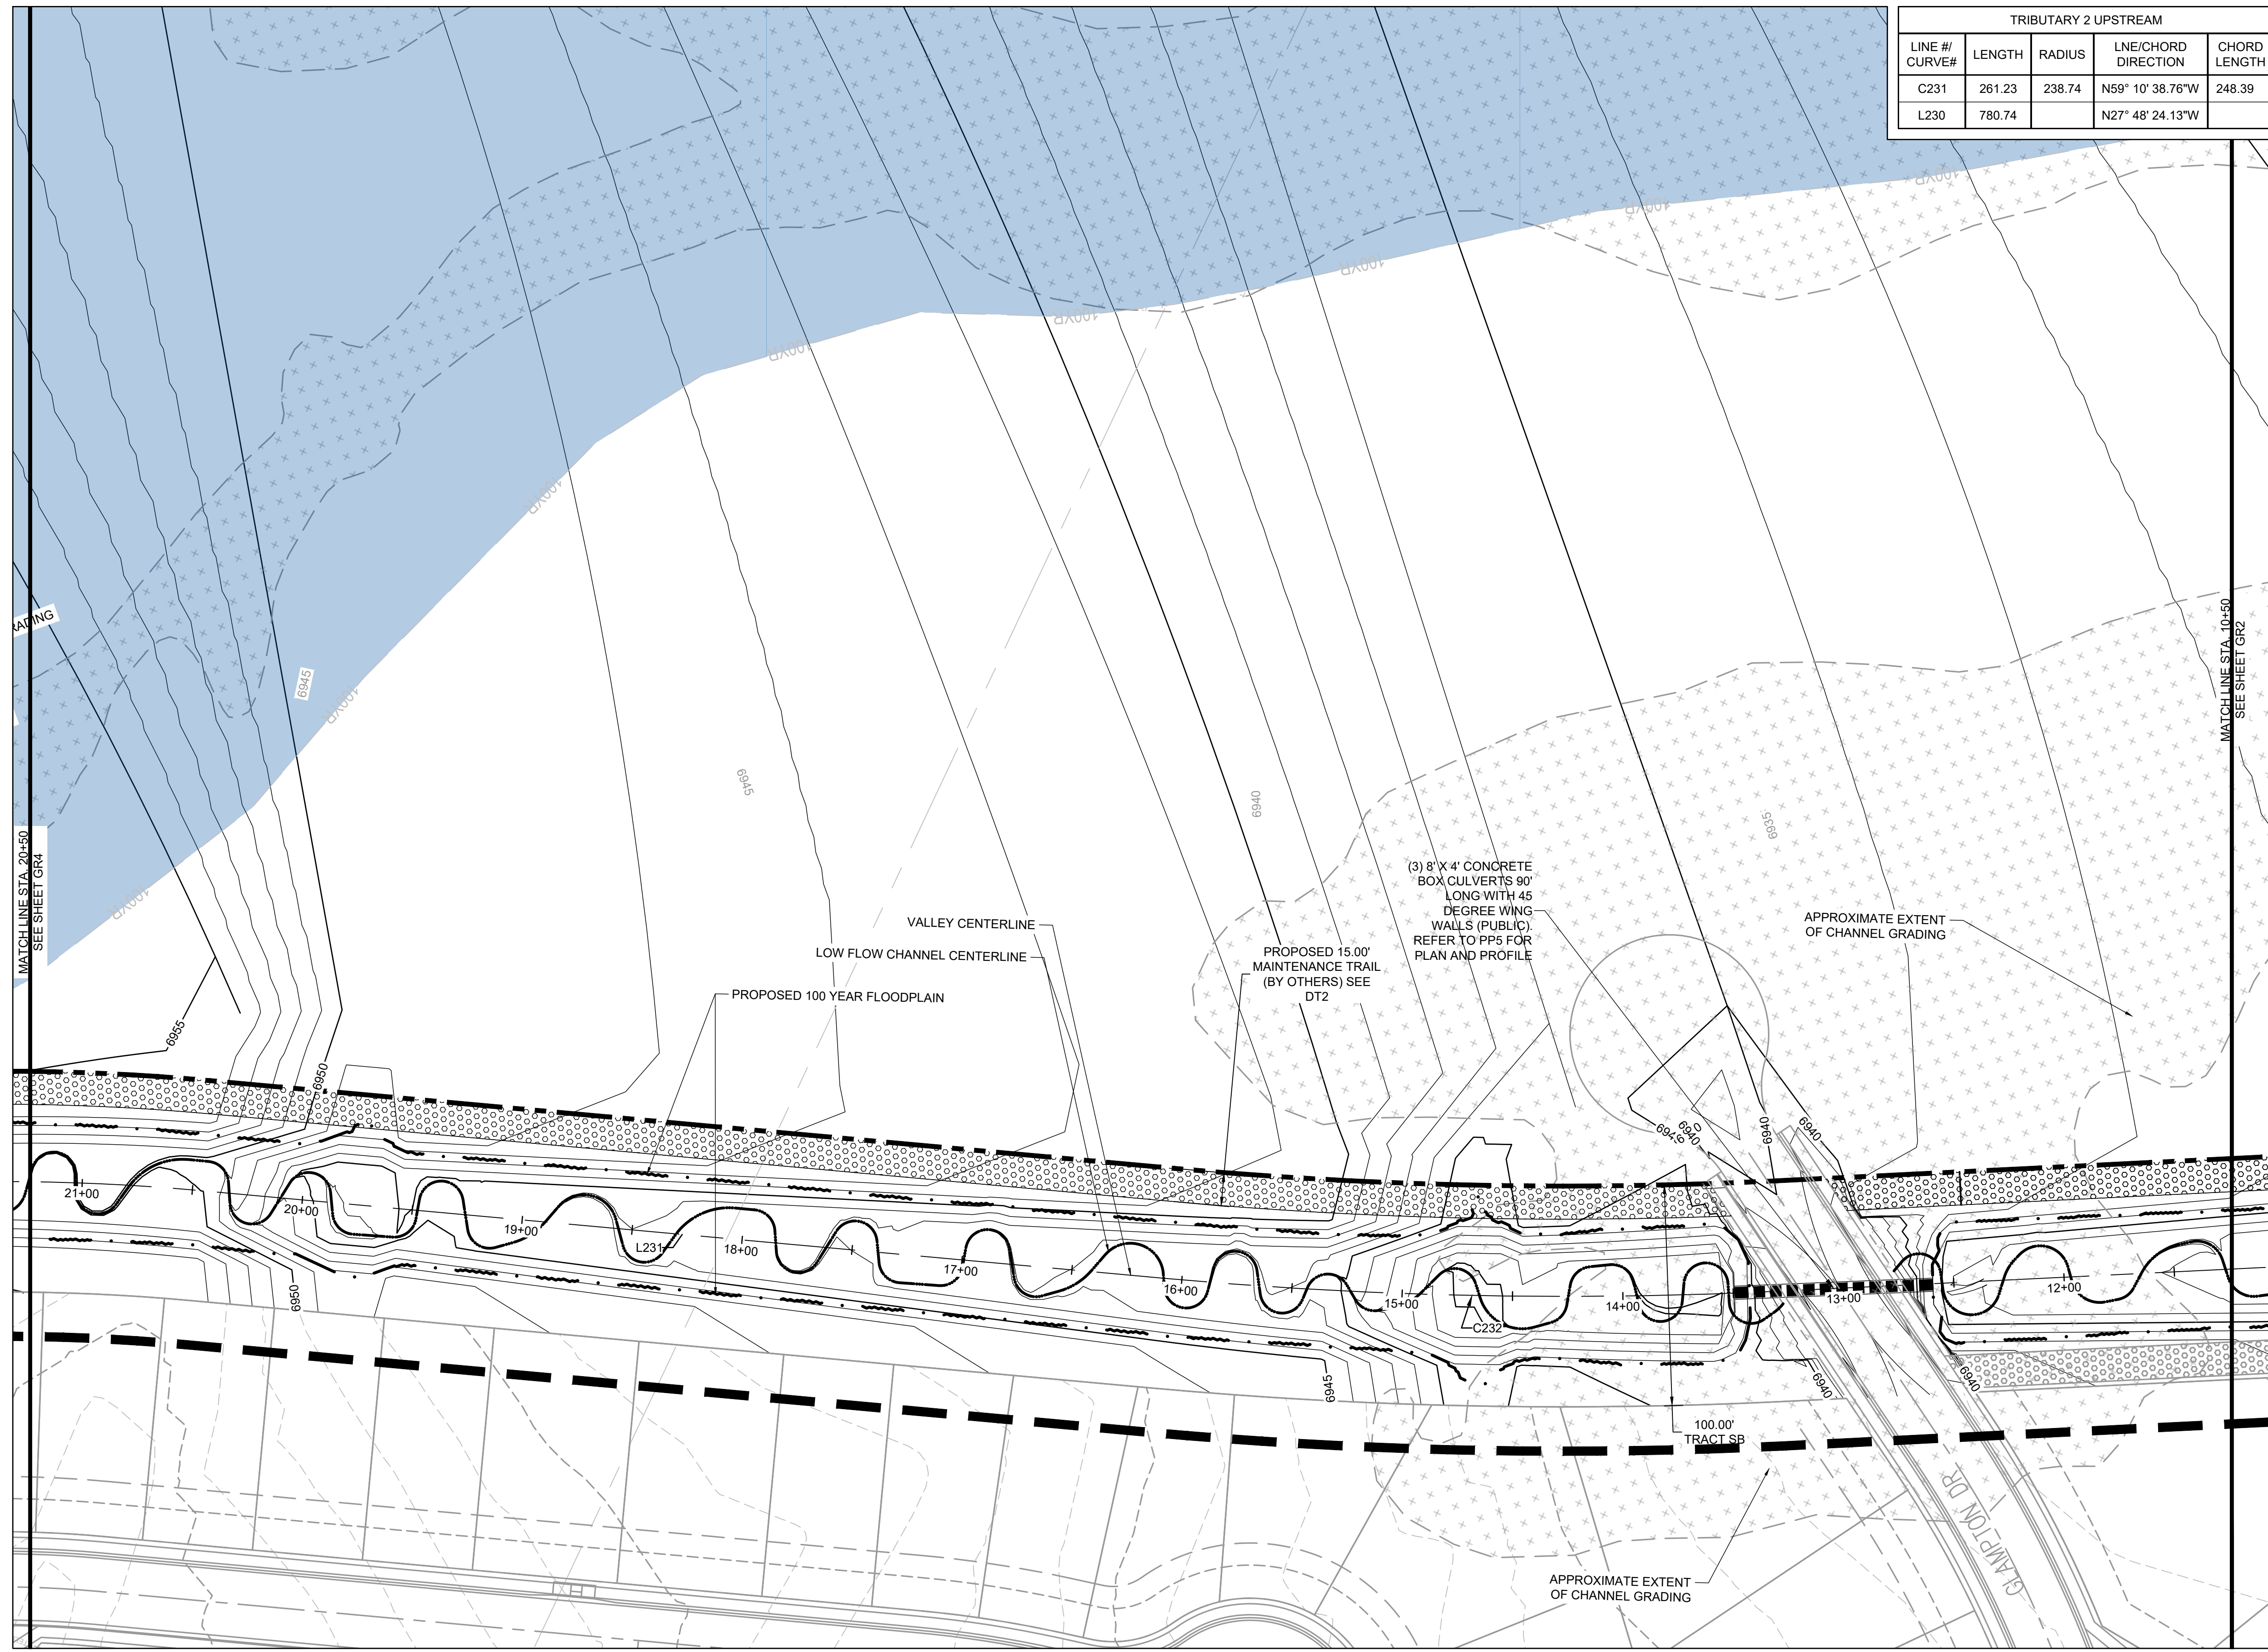 TRIBUTARY 2 UPSTREAM
LINE #/ CURVE# LENGTH RADIUS LNE/CHORD DIRECTION CHORD LENGTH
C231 261.23 238.74 N59° 10' 38.76"W 248.39
L230 780.74 N27° 48' 24.13"W
100YR
100YR
100YR
100YR
100YR
100YR
100YR
100YR
RADING
6945
MATCH LINE STA. 10+50
SEE SHEET GR2
6945
6940
6935
MATCH LINE STA. 20+50
SEE SHEET GR4
(3) 8' X 4' CONCRETE
BOX CULVERTS 90'
LONG WITH 45
DEGREE WING
WALLS (PUBLIC).
REFER TO PP5 FOR
PLAN AND PROFILE
VALLEY CENTERLINE
LOW FLOW CHANNEL CENTERLINE
PROPOSED 100 YEAR FLOODPLAIN
PROPOSED 15.00'
MAINTENANCE TRAIL
(BY OTHERS) SEE
DT2
APPROXIMATE EXTENT
OF CHANNEL GRADING
6955
6950
6940
6940
6940
21+00
20+00
19+00
L231
18+00
17+00
16+00
15+00
C232
14+00
13+00
12+00
6950
6945
6940
6940
100.00'
TRACT SB
GLAMPTON DR
APPROXIMATE EXTENT
OF CHANNEL GRADING